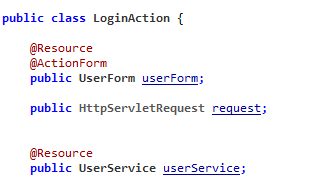 public class LoginAction {
@Resource
@ActionForm
public UserForm userForm;
public HttpServletRequest request;
@Resource
public UserService userService;